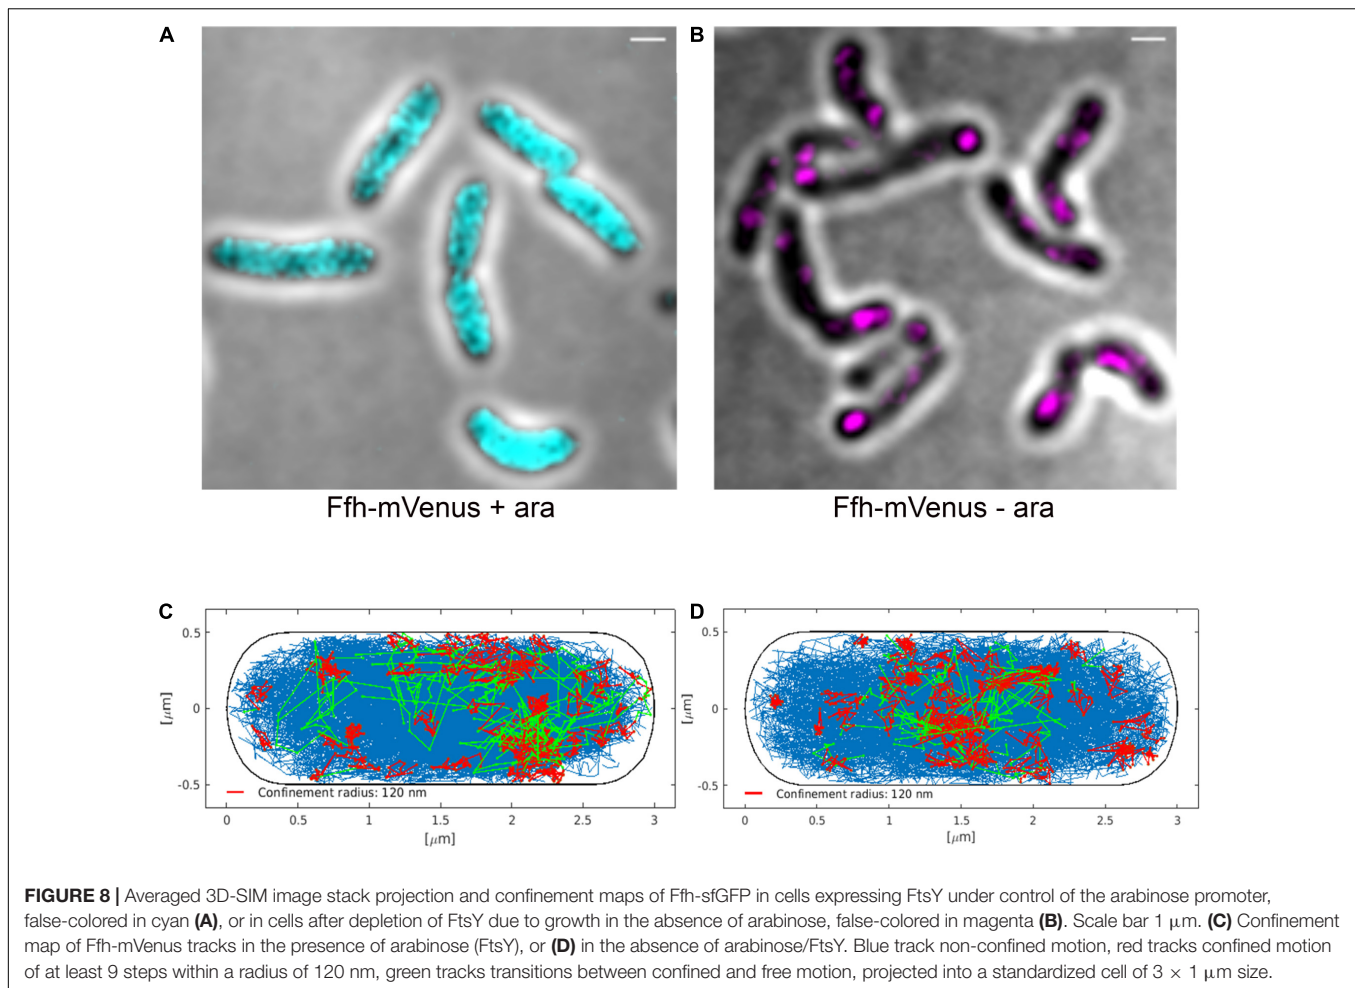 A
B
Ffh-mVenus + ara
Ffh-mVenus - ara
C
D
0.5
0
-0.5
[μm]
Confinement radius: 120 nm
0 0.5 1 1.5 2 2.5 3
[μm]
0.5
0
-0.5
[μm]
Confinement radius: 120 nm
0 0.5 1 1.5 2 2.5 3
[μm]
FIGURE 8 | Averaged 3D-SIM image stack projection and confinement maps of Ffh-sfGFP in cells expressing FtsY under control of the arabinose promoter,
false-colored in cyan (A), or in cells after depletion of FtsY due to growth in the absence of arabinose, false-colored in magenta (B). Scale bar 1 μm. (C) Confinement
map of Ffh-mVenus tracks in the presence of arabinose (FtsY), or (D) in the absence of arabinose/FtsY. Blue track non-confined motion, red tracks confined motion
of at least 9 steps within a radius of 120 nm, green tracks transitions between confined and free motion, projected into a standardized cell of 3 × 1 μm size.